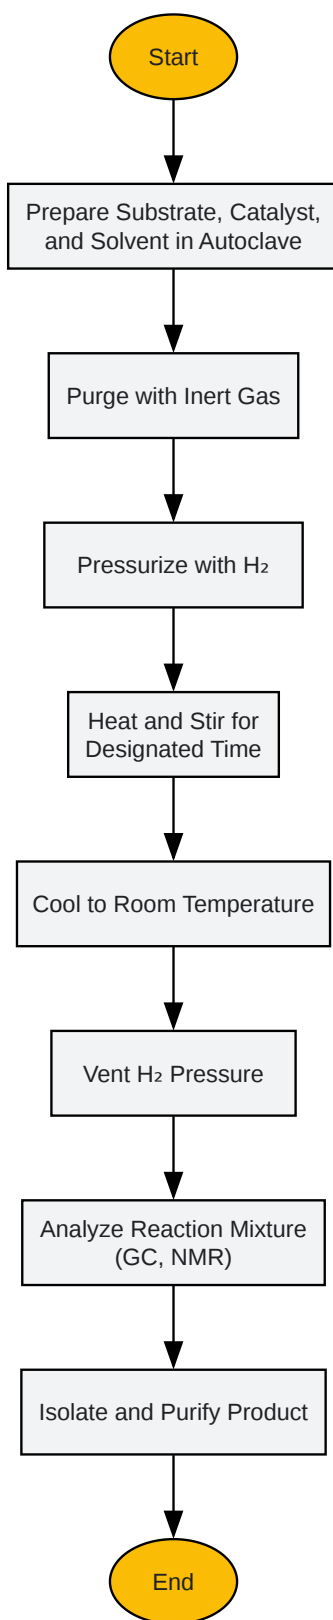 Start
Prepare Substrate, Catalyst,
and Solvent in Autoclave
Purge with Inert Gas
Pressurize with H₂
Heat and Stir for
Designated Time
Cool to Room Temperature
Vent H₂ Pressure
Analyze Reaction Mixture
(GC, NMR)
Isolate and Purify Product
End